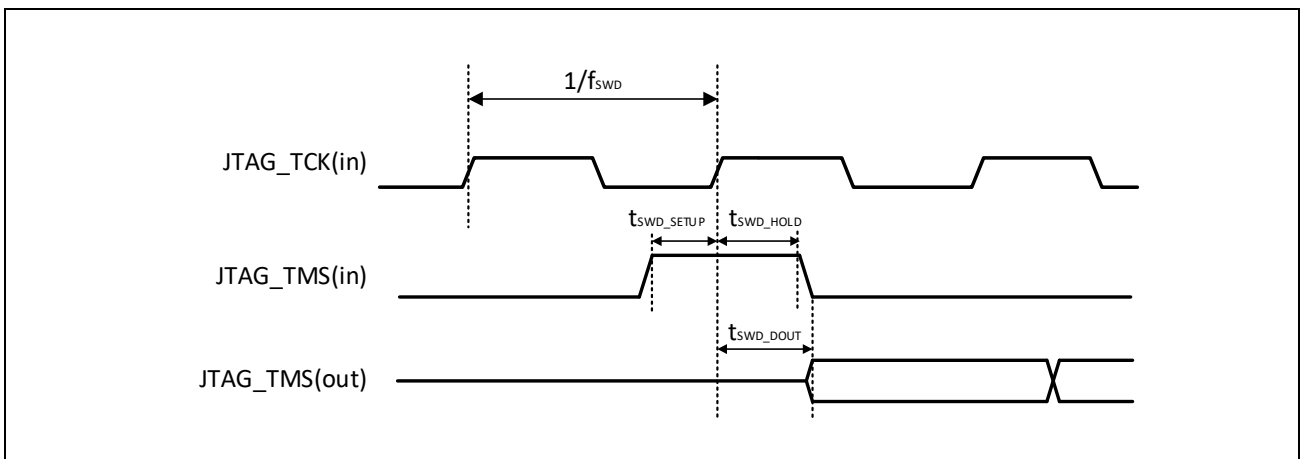 1/fSWD
JTAG_TCK(in)
tSWD_SETUP tSWD_HOLD
JTAG_TMS(in)
tSWD_DOUT
JTAG_TMS(out)